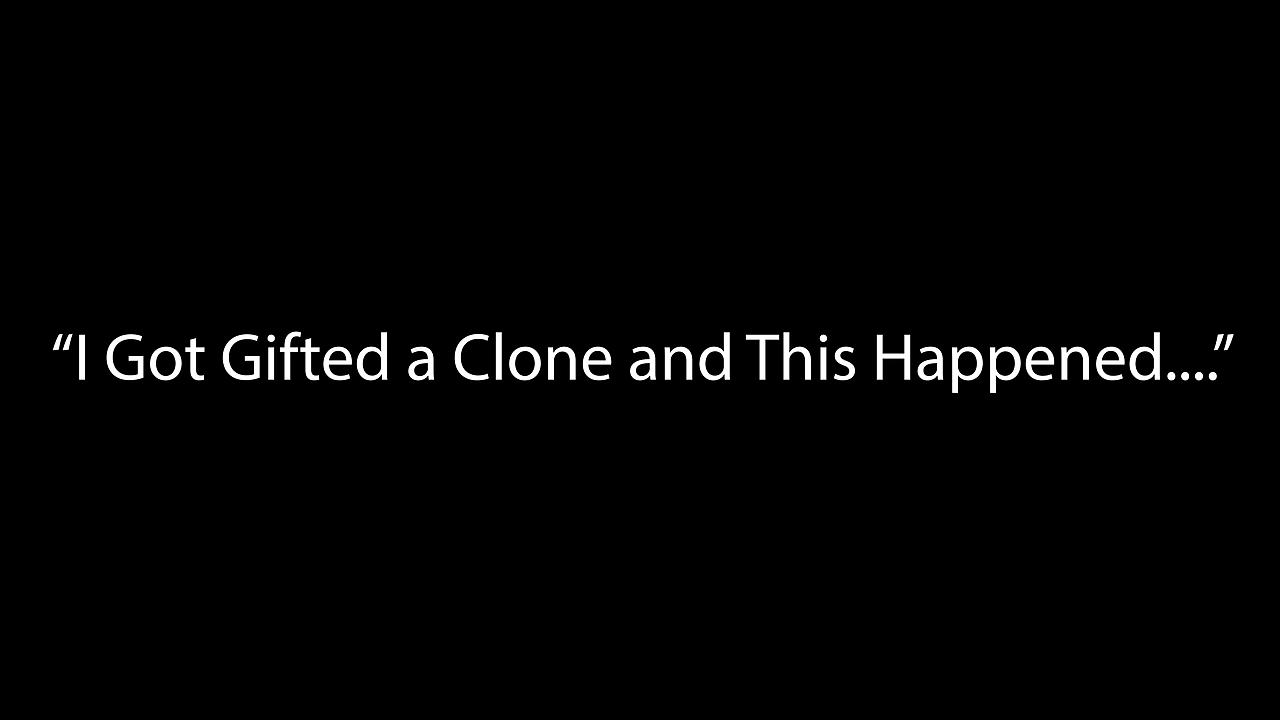 “I Got Gifted a Clone and This Happened....”